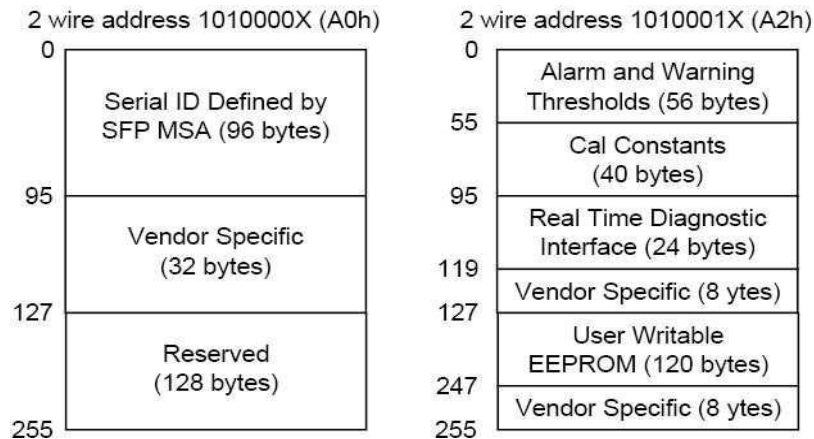 2 wire address 1010000X (A0h)
0
Serial ID Defined by
SFP MSA (96 bytes)
95
Vendor Specific
(32 bytes)
127
Reserved
(128 bytes)
255
2 wire address 1010001X (A2h)
0
Alarm and Warning
Thresholds (56 bytes)
55
Cal Constants
(40 bytes)
95
Real Time Diagnostic
Interface (24 bytes)
119
Vendor Specific (8 ytes)
127
User Writable
EEPROM (120 bytes)
247
Vendor Specific (8 ytes)
255